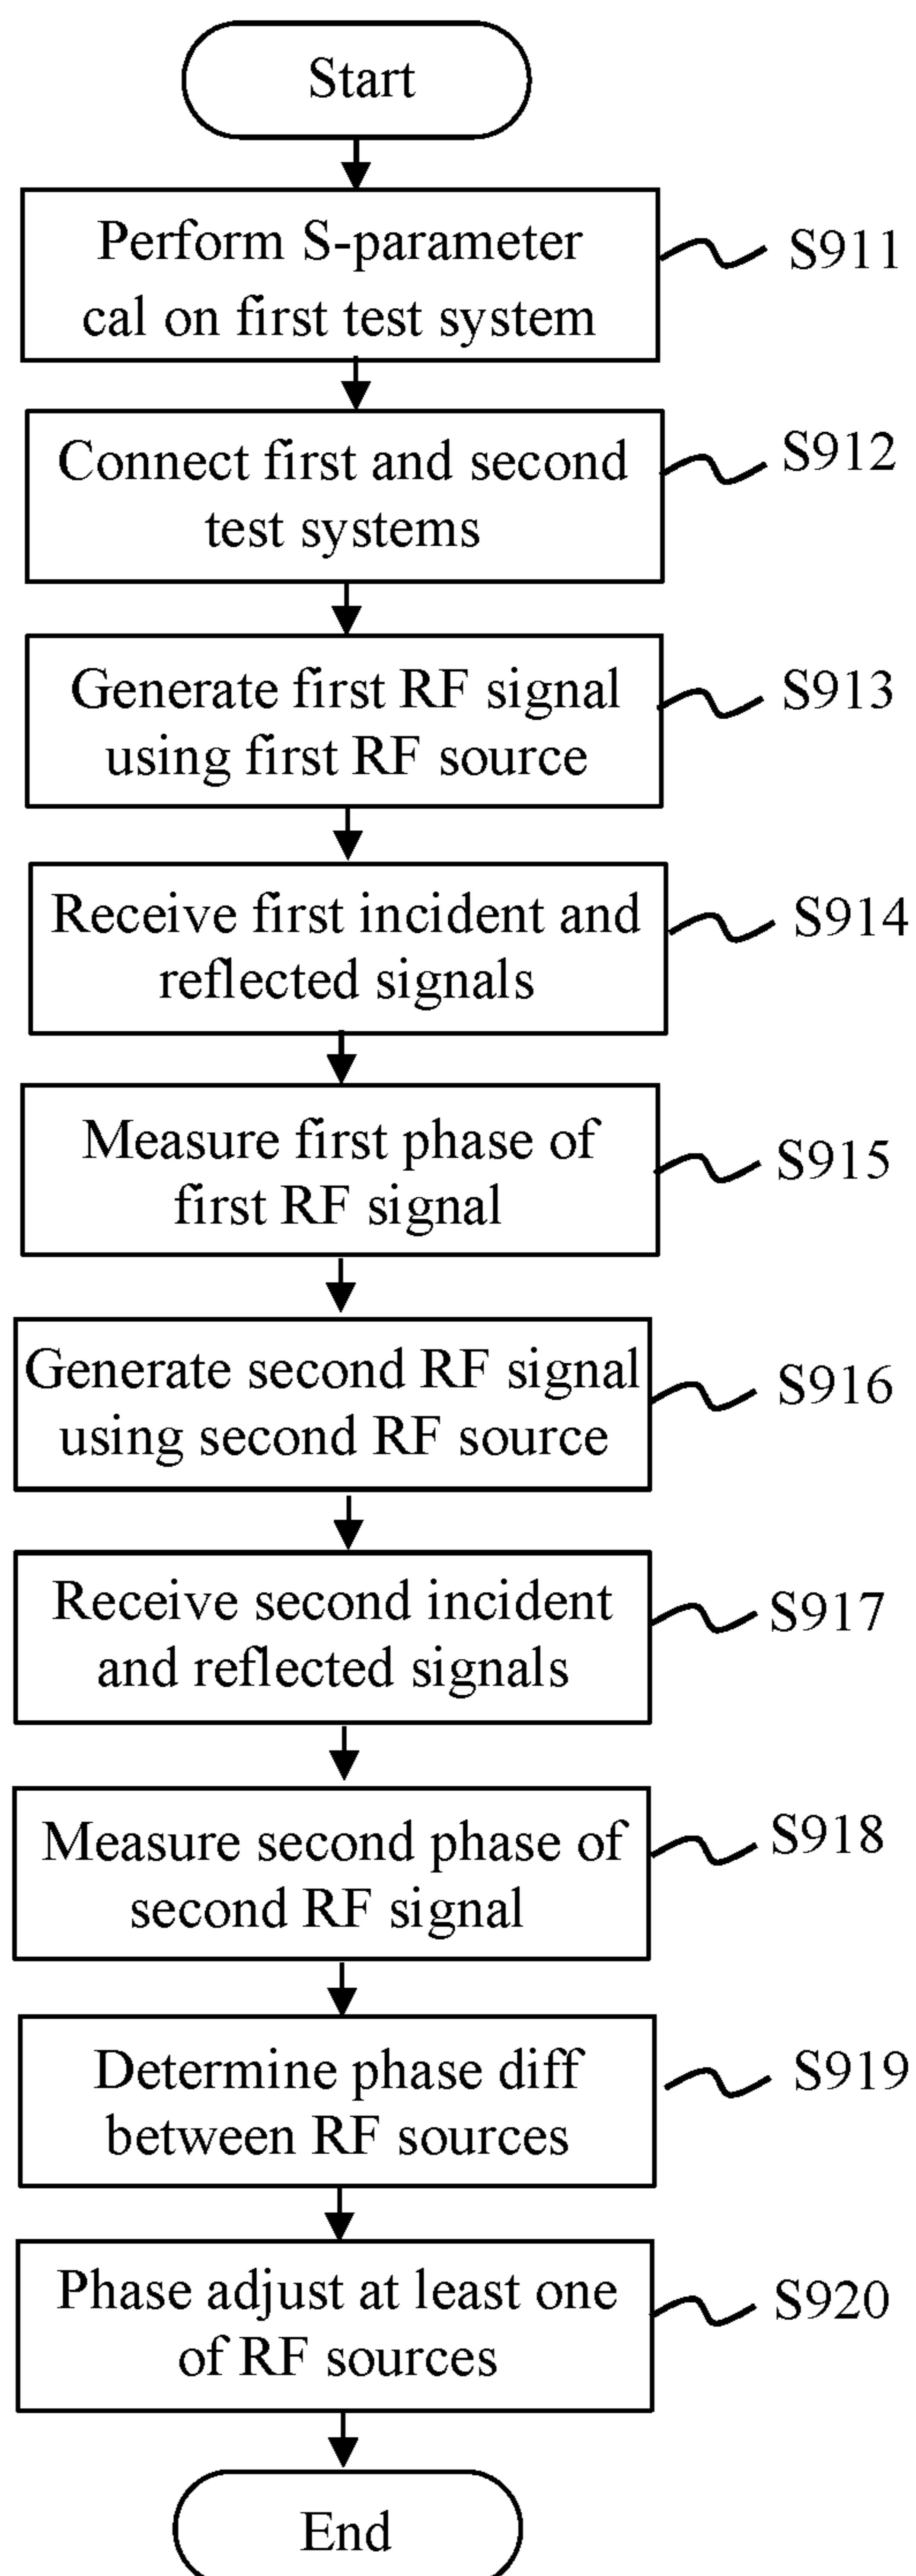 Start
Perform S-parameter
cal on first test system
S911
Connect first and second
test systems
S912
Generate first RF signal
using first RF source
S913
Receive first incident and
reflected signals
S914
Measure first phase of
first RF signal
S915
Generate second RF signal
using second RF source
S916
Receive second incident
and reflected signals
S917
Measure second phase of
second RF signal
S918
Determine phase diff
between RF sources
S919
Phase adjust at least one
of RF sources
S920
End